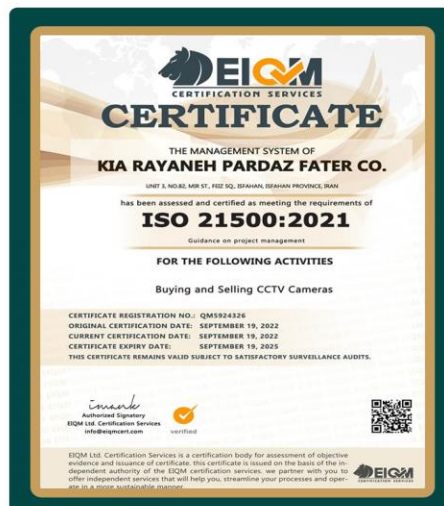 EIQM
CERTIFICATION SERVICES
CERTIFICATE
THE MANAGEMENT SYSTEM OF
KIA RAYANEH PARDAZ FATER CO.
UNIT 3, NO.82, MIR ST., FEIZ SQ., ISFAHAN, ISFAHAN PROVINCE, IRAN
has been assessed and certified as meeting the requirements of
ISO 21500:2021
Guidance on project management
FOR THE FOLLOWING ACTIVITIES
Buying and Selling CCTV Cameras
CERTIFICATE REGISTRATION NO.: QM5924326
ORIGINAL CERTIFICATION DATE: SEPTEMBER 19, 2022
CURRENT CERTIFICATION DATE: SEPTEMBER 19, 2022
CERTIFICATE EXPIRY DATE: SEPTEMBER 19, 2025
THIS CERTIFICATE REMAINS VALID SUBJECT TO SATISFACTORY SURVEILLANCE AUDITS.
Authorized Signatory
EIQM Ltd. Certification Services
info@eiqmcert.com
verified
EIQM Ltd. Certification Services is a certification body for assessment of objective
evidence and issuance of certificate. this certificate is issued on the basis of the in-
dependent authority of the EIQM certification services. we partner with you to
offer independent services that will help you, streamline your processes and oper-
ate in a more sustainable manner
EIQM
CERTIFICATION SERVICES